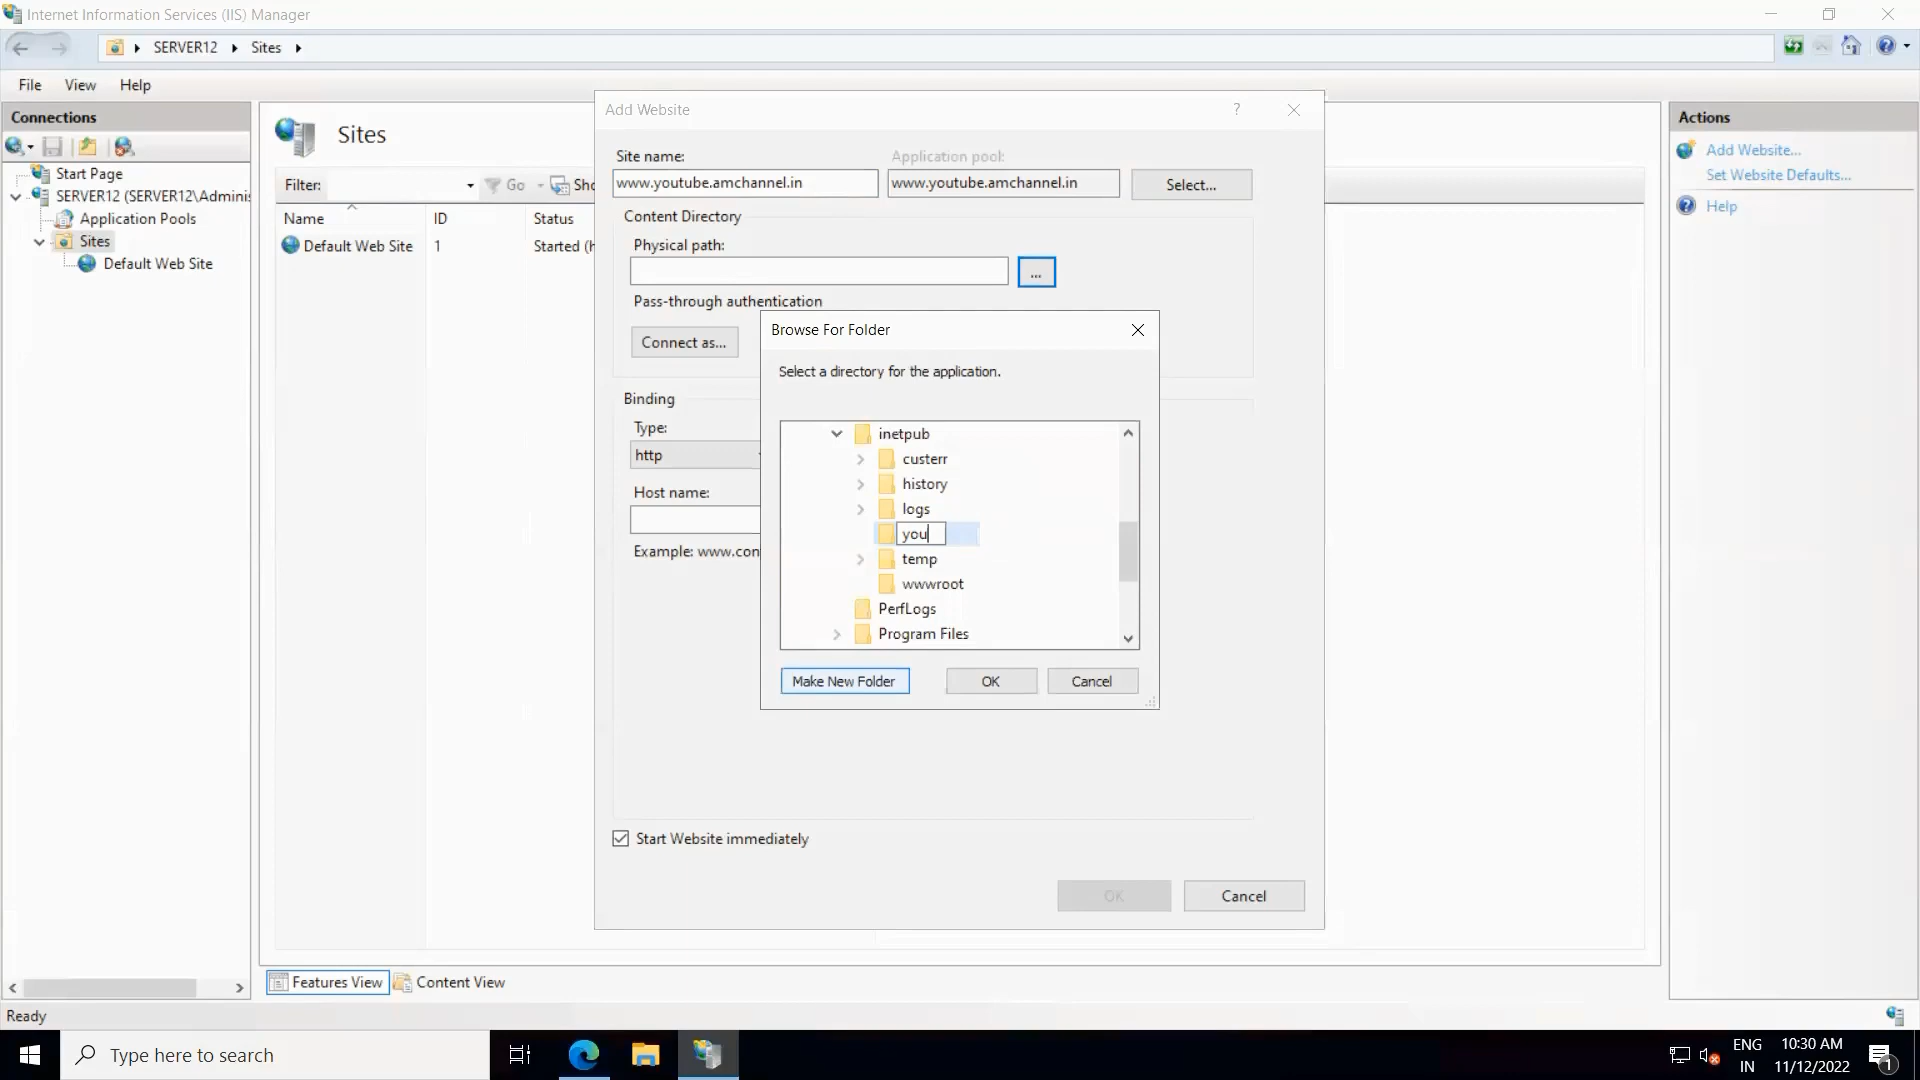 Internet Information Services (IIS) Manager
SERVER12 Sites
File View Help
Connections
Start Page
SERVER12 (SERVER12\Adminis
Application Pools
Sites
Default Web Site
Sites
Filter: Go Sho
Name ID Status
Default Web Site 1 Started (h
Add Website ?
Site name: Application pool:
www.youtube.amchannel.in www.youtube.amchannel.in Select...
Content Directory
Physical path:
...
Pass-through authentication
Connect as...
Binding
Type:
http
Host name:
Example: www.con
Browse For Folder
Select a directory for the application.
inetpub
custerr
history
logs
you
temp
wwwroot
PerfLogs
Program Files
Make New Folder OK Cancel
Start Website immediately
OK Cancel
Actions
Add Website...
Set Website Defaults...
Help
Features View Content View
Ready
Type here to search
ENG
IN
10:30 AM
11/12/2022
1